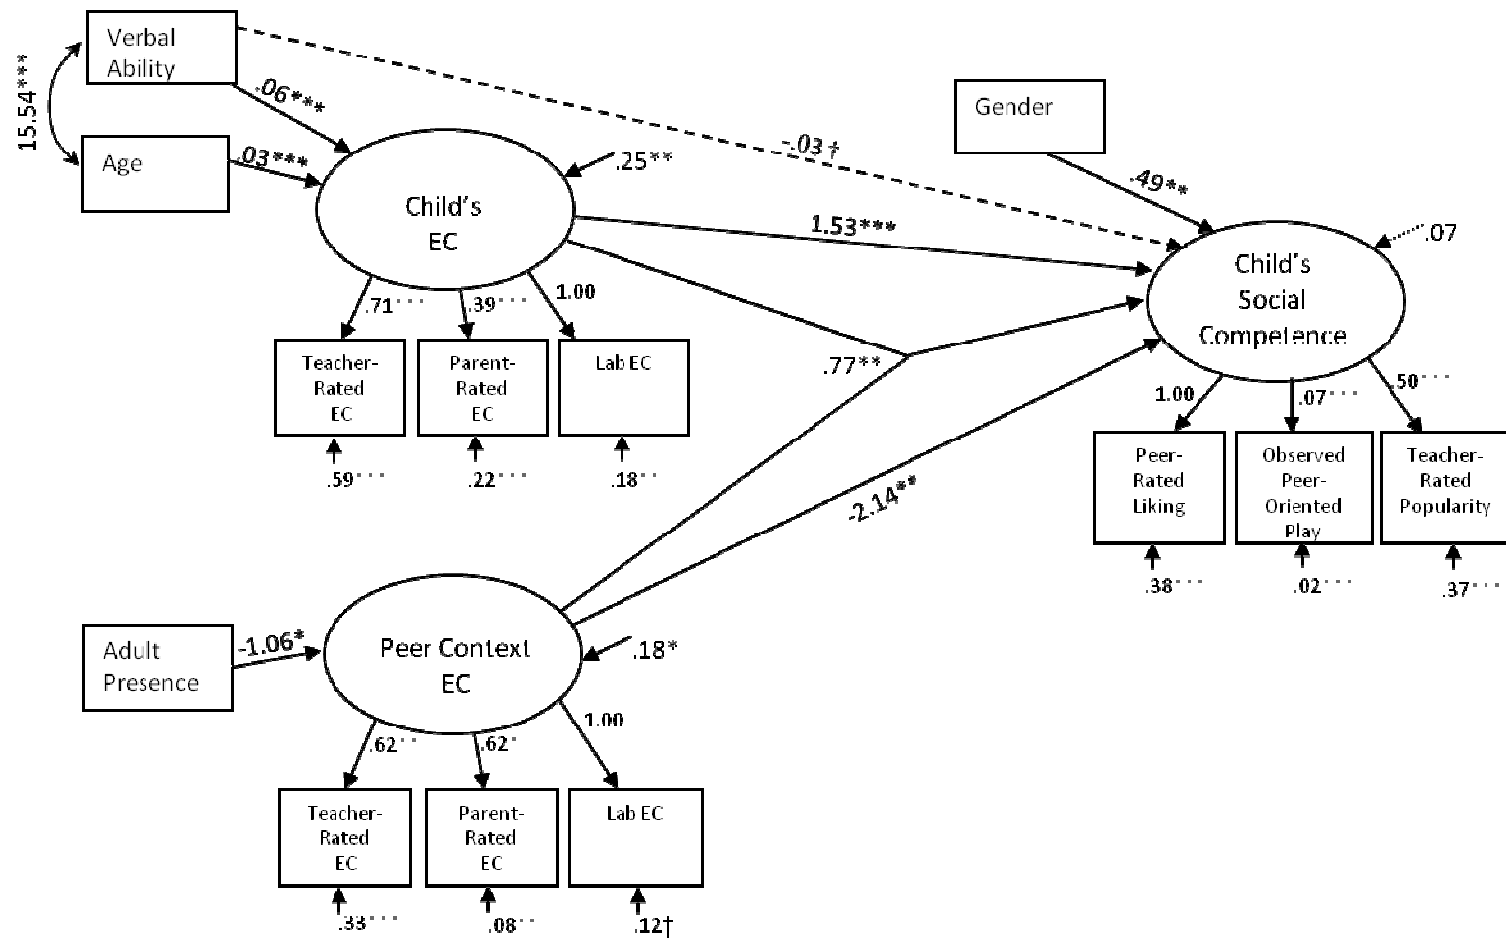 Verbal
Ability
15.54***
.06***
Age
.03***
-.03†
Gender
.49**
.25**
Child's
EC
1.53***
.07
Child's
Social
Competence
.71***
.39***
1.00
.77**
Teacher-
Rated
EC
Parent-
Rated
EC
Lab EC
.59***
.22***
.18**
1.00
.07***
.50***
Peer-
Rated
Liking
Observed
Peer-
Oriented
Play
Teacher-
Rated
Popularity
.38***
.02***
.37***
-2.14**
Adult
Presence
-1.06*
Peer Context
EC
.18*
.62**
.62*
1.00
Teacher-
Rated
EC
Parent-
Rated
EC
Lab EC
.33***
.08**
.12†